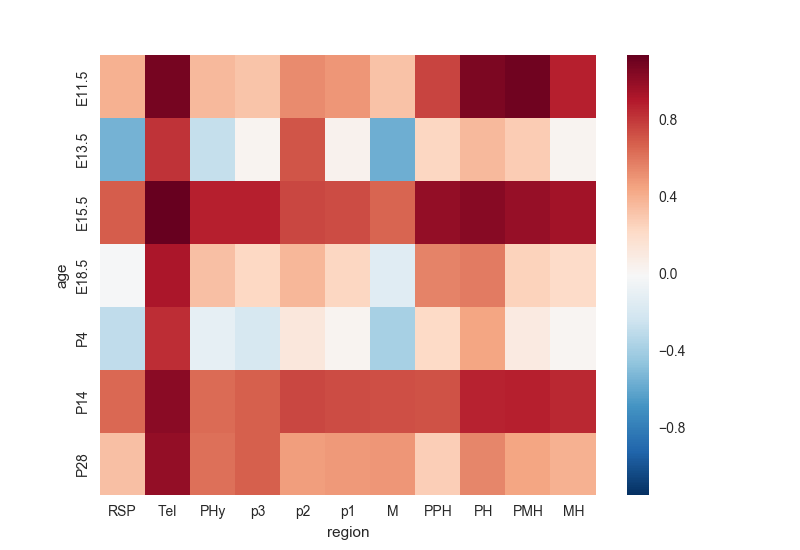 age
E11.5
E13.5
E15.5
E18.5
P4
P14
P28
RSP Tel PHy p3 p2 p1 M PPH PH PMH MH
region
0.8
0.4
0.0
−0.4
−0.8